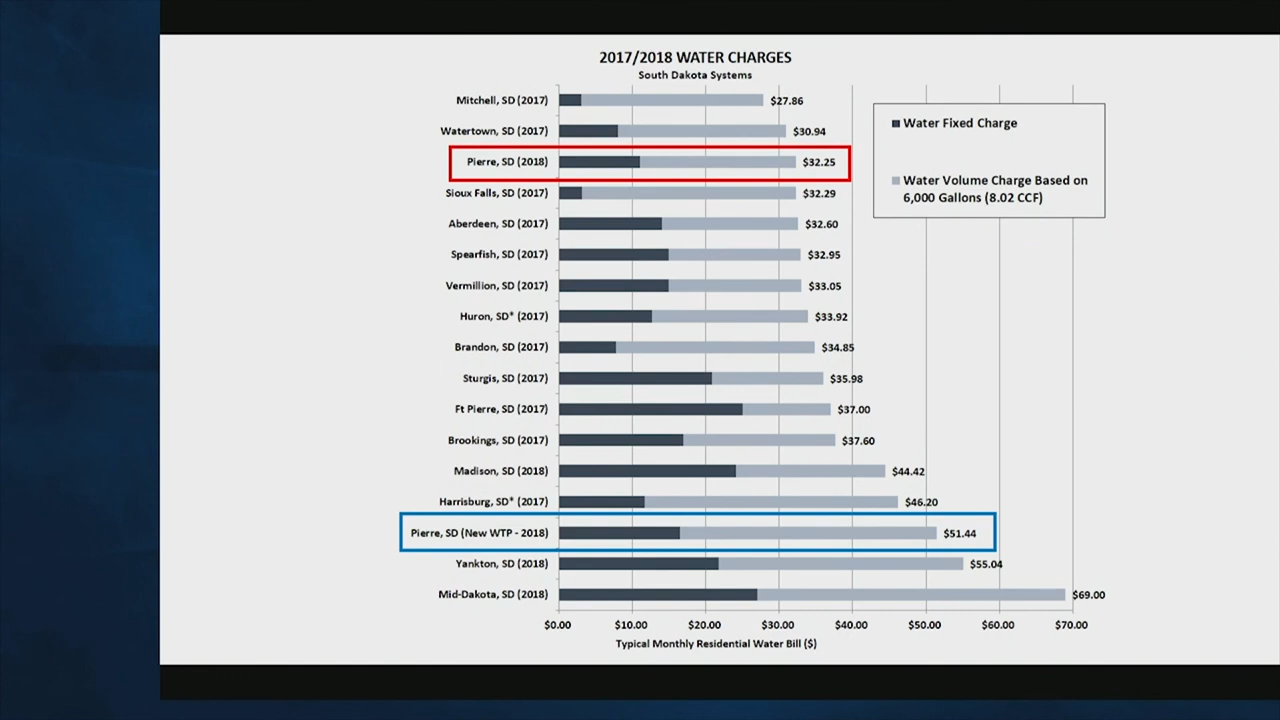 2017/2018 WATER CHARGES
South Dakota Systems
Mitchell, SD (2017) $27.86
Watertown, SD (2017) $30.94
Pierre, SD (2018) $32.25
Sioux Falls, SD (2017) $32.29
Aberdeen, SD (2017) $32.60
Spearfish, SD (2017) $32.95
Vermillion, SD (2017) $33.05
Huron, SD* (2017) $33.92
Brandon, SD (2017) $34.85
Sturgis, SD (2017) $35.98
Ft Pierre, SD (2017) $37.00
Brookings, SD (2017) $37.60
Madison, SD (2018) $44.42
Harrisburg, SD* (2017) $46.20
Pierre, SD (New WTP - 2018) $51.44
Yankton, SD (2018) $55.04
Mid-Dakota, SD (2018) $69.00
$0.00 $10.00 $20.00 $30.00 $40.00 $50.00 $60.00 $70.00
Typical Monthly Residential Water Bill ($)
Water Fixed Charge
Water Volume Charge Based on
6,000 Gallons (8.02 CCF)